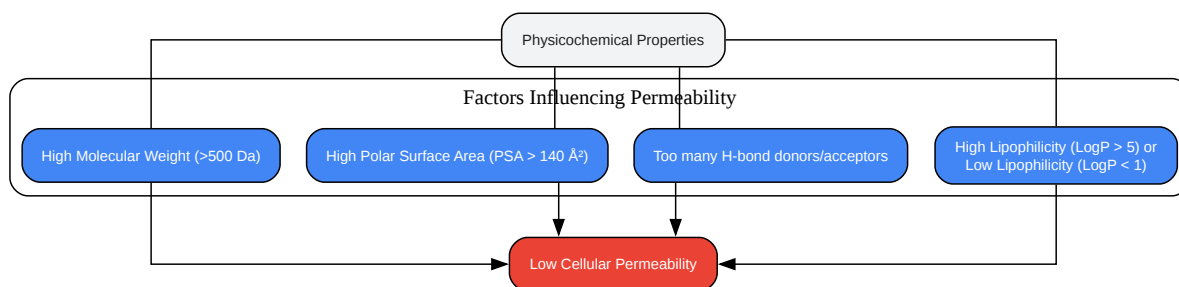 Physicochemical Properties
Factors Influencing Permeability
High Molecular Weight (>500 Da)
High Polar Surface Area (PSA > 140 Å²)
Too many H-bond donors/acceptors
High Lipophilicity (LogP > 5) or
Low Lipophilicity (LogP < 1)
Low Cellular Permeability